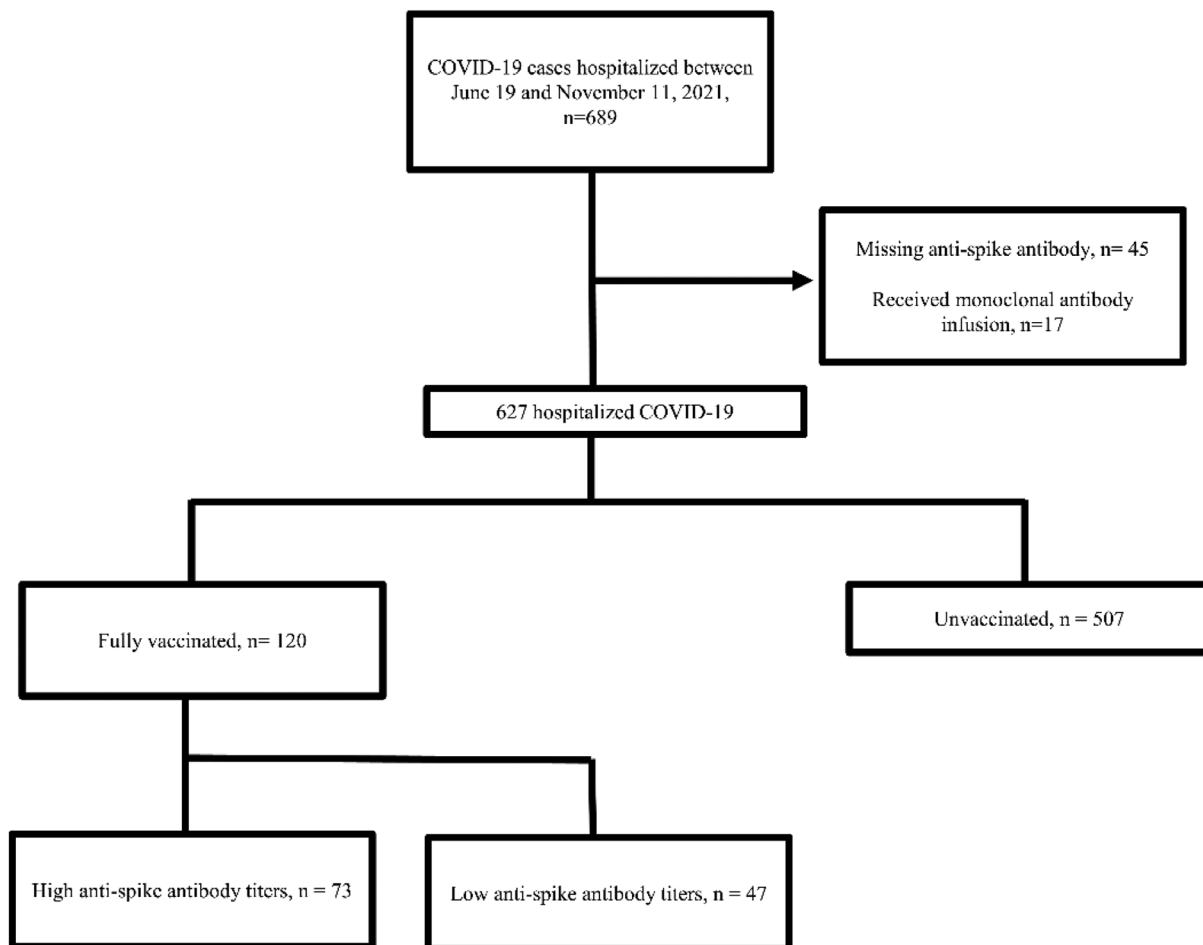 COVID-19 cases hospitalized between
June 19 and November 11, 2021,
n=689
Missing anti-spike antibody, n= 45
Received monoclonal antibody
infusion, n=17
627 hospitalized COVID-19
Fully vaccinated, n= 120
Unvaccinated, n = 507
High anti-spike antibody titers, n = 73
Low anti-spike antibody titers, n = 47